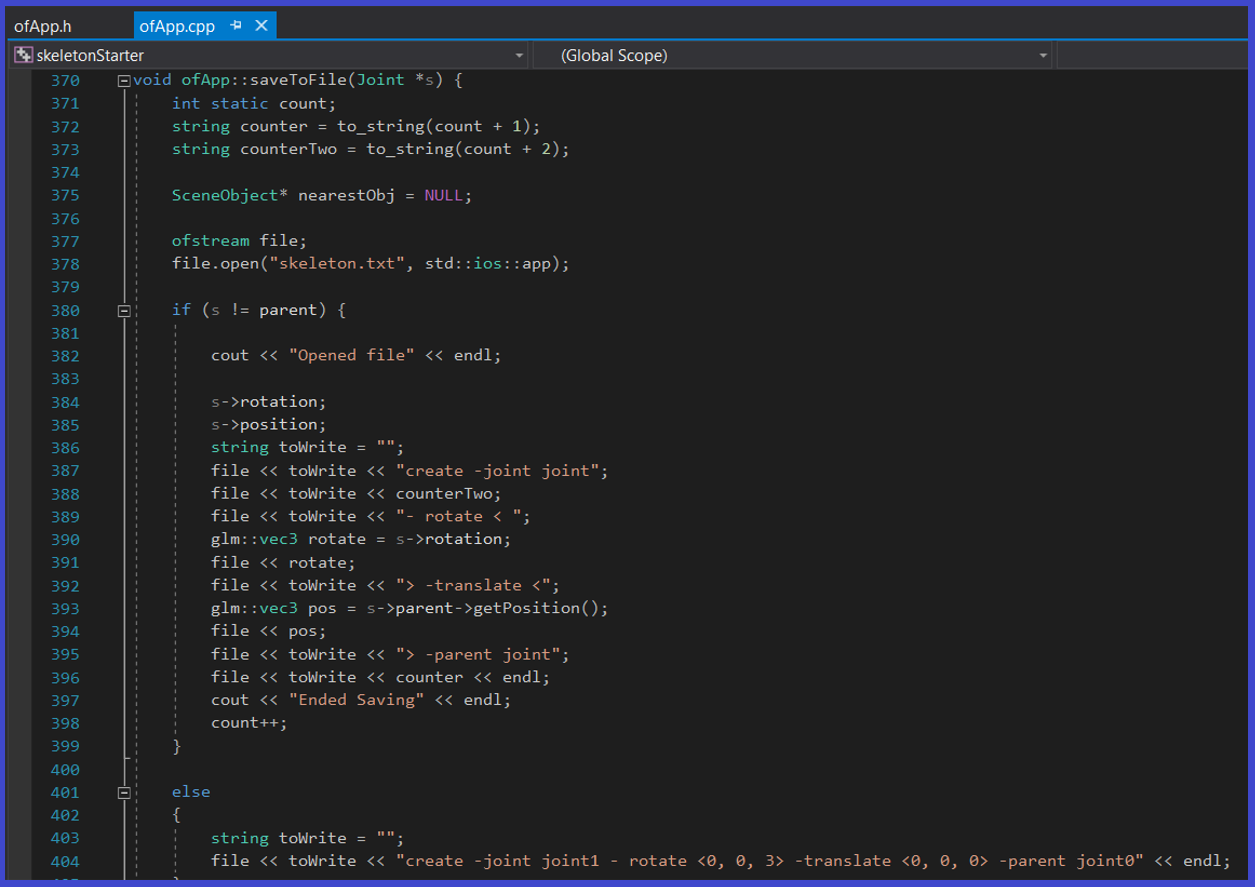 ofApp.h ofApp.cpp
skeletonStarter (Global Scope)
370 void ofApp::saveToFile(Joint *s) {
371 int static count;
372 string counter = to_string(count + 1);
373 string counterTwo = to_string(count + 2);
374
375 SceneObject* nearestObj = NULL;
376
377 ofstream file;
378 file.open("skeleton.txt", std::ios::app);
379
380 if (s != parent) {
381
382 cout << "Opened file" << endl;
383
384 s->rotation;
385 s->position;
386 string toWrite = "";
387 file << toWrite << "create -joint joint";
388 file << toWrite << counterTwo;
389 file << toWrite << "- rotate < ";
390 glm::vec3 rotate = s->rotation;
391 file << rotate;
392 file << toWrite << "> -translate <";
393 glm::vec3 pos = s->parent->getPosition();
394 file << pos;
395 file << toWrite << "> -parent joint";
396 file << toWrite << counter << endl;
397 cout << "Ended Saving" << endl;
398 count++;
399 }
400
401 else
402 {
403 string toWrite = "";
404 file << toWrite << "create -joint joint1 - rotate <0, 0, 3> -translate <0, 0, 0> -parent joint0" << endl;